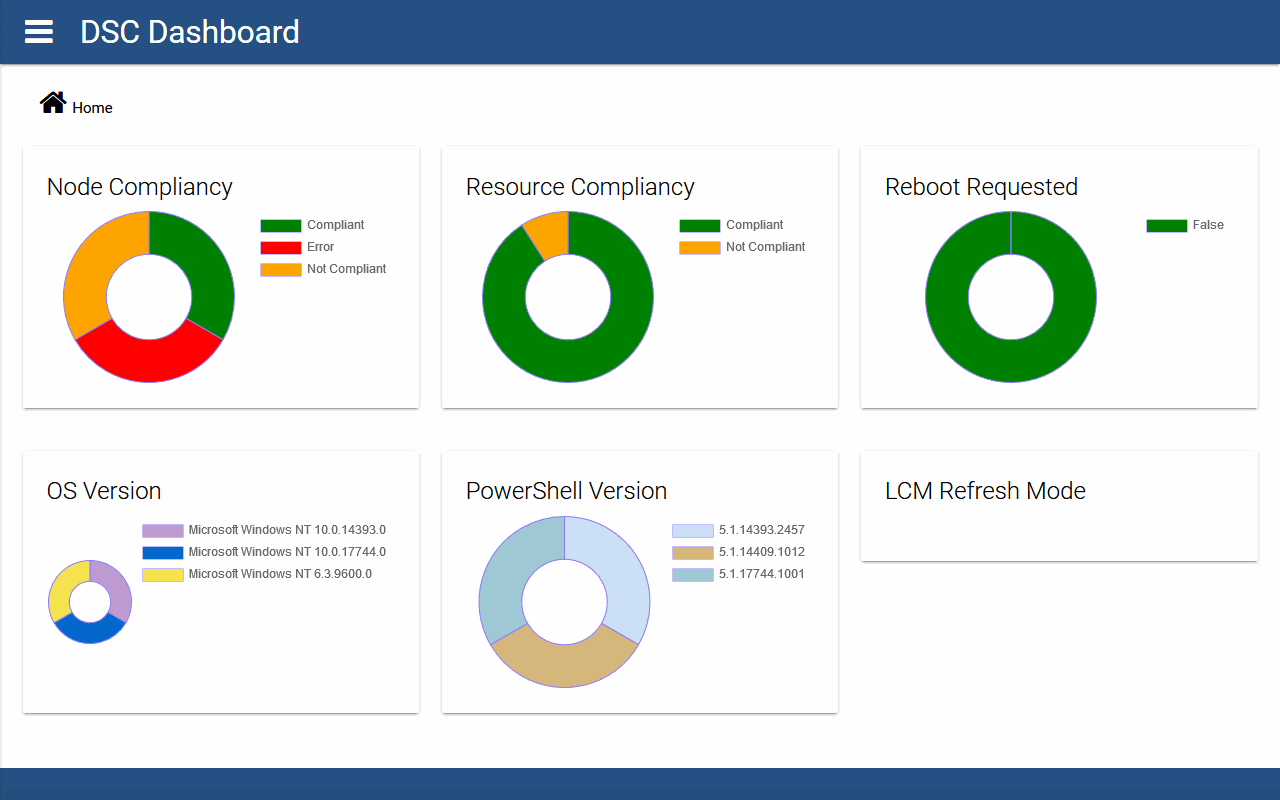 DSC Dashboard
Home
Node Compliancy
Compliant
Error
Not Compliant
Resource Compliancy
Compliant
Not Compliant
Reboot Requested
False
OS Version
Microsoft Windows NT 10.0.14393.0
Microsoft Windows NT 10.0.17744.0
Microsoft Windows NT 6.3.9600.0
PowerShell Version
5.1.14393.2457
5.1.14409.1012
5.1.17744.1001
LCM Refresh Mode